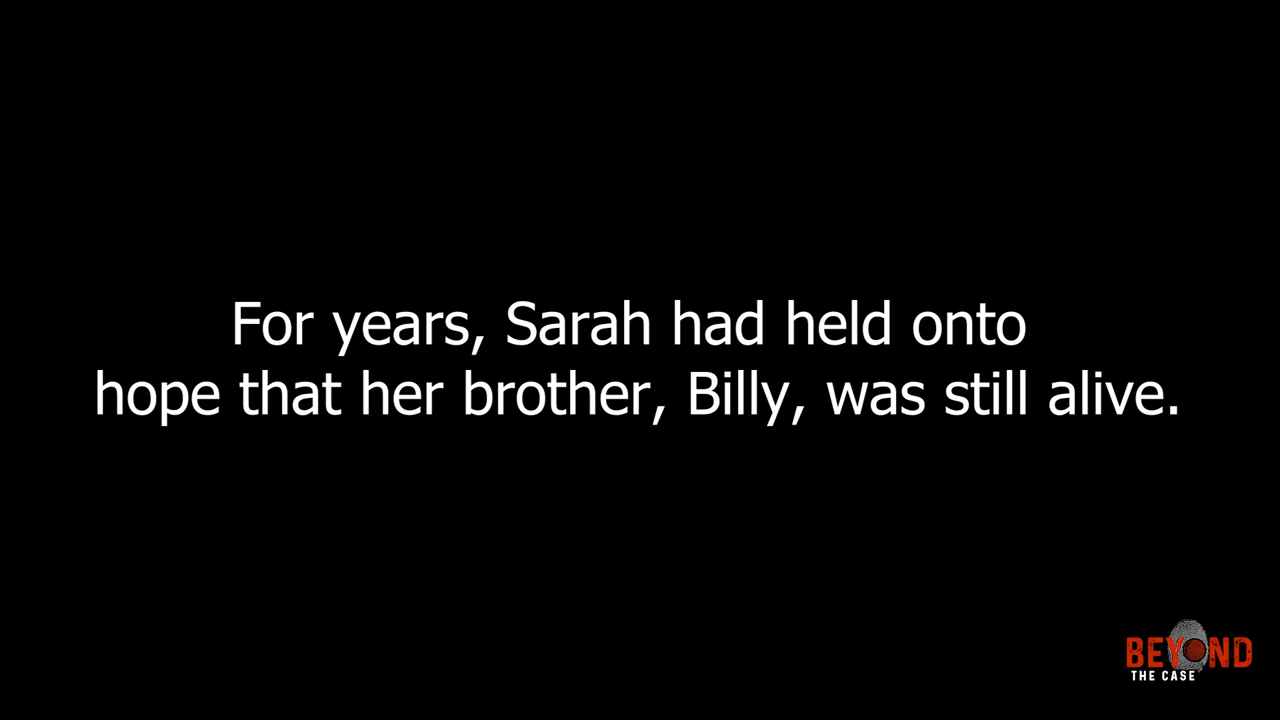 For years, Sarah had held onto
hope that her brother, Billy, was still alive.
BEYOND
THE CASE